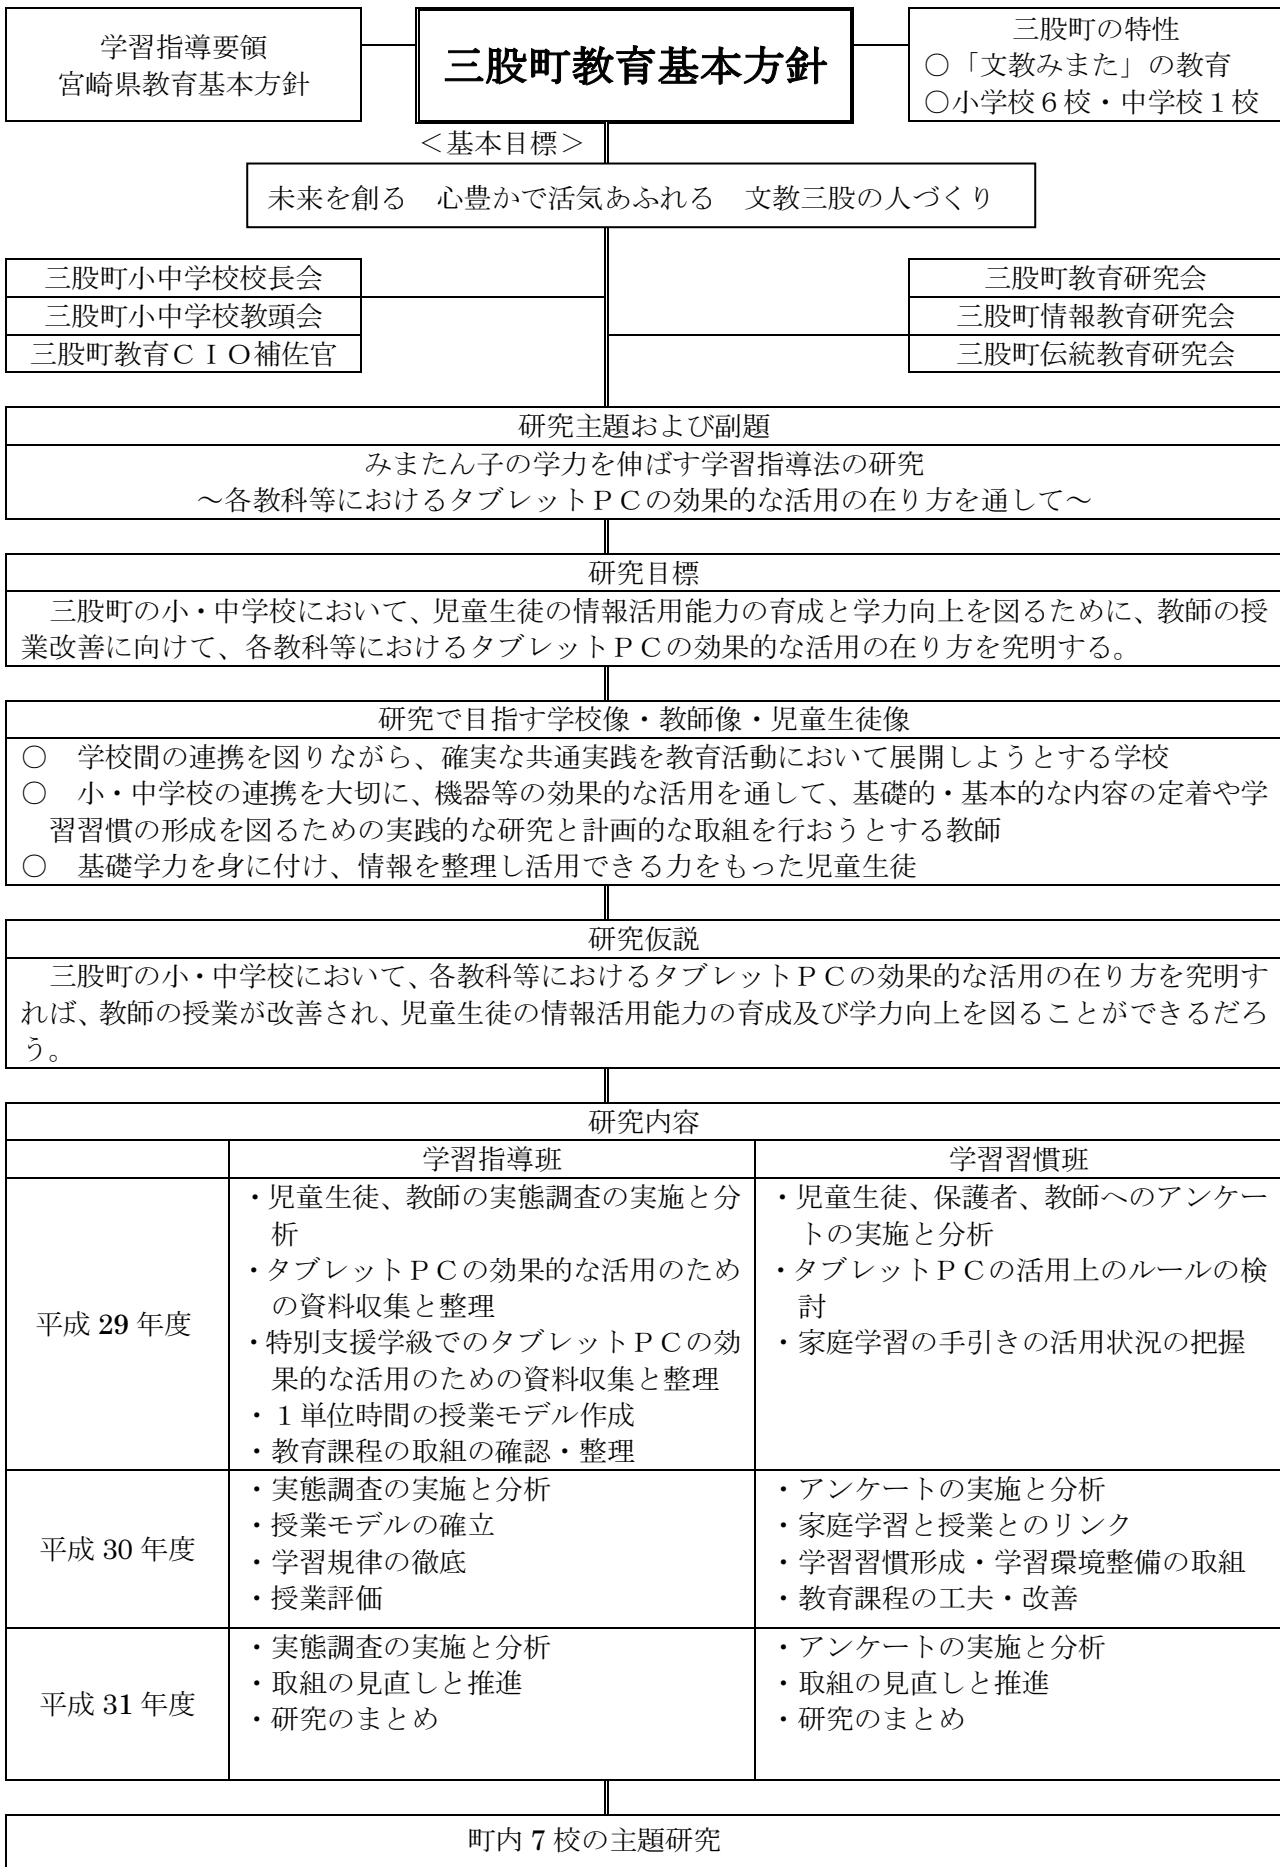 学習指導要領
宮崎県教育基本方針
三股町教育基本方針
三股町の特性
○「文教みまた」の教育
○小学校６校・中学校１校
＜基本目標＞
未来を創る　心豊かで活気あふれる　文教三股の人づくり
三股町小中学校校長会
三股町小中学校教頭会
三股町教育ＣＩＯ補佐官
三股町教育研究会
三股町情報教育研究会
三股町伝統教育研究会
研究主題および副題
みまたん子の学力を伸ばす学習指導法の研究
～各教科等におけるタブレットＰＣの効果的な活用の在り方を通して～
研究目標
三股町の小・中学校において、児童生徒の情報活用能力の育成と学力向上を図るために、教師の授
業改善に向けて、各教科等におけるタブレットＰＣの効果的な活用の在り方を究明する。
研究で目指す学校像・教師像・児童生徒像
○　学校間の連携を図りながら、確実な共通実践を教育活動において展開しようとする学校
○　小・中学校の連携を大切に、機器等の効果的な活用を通して、基礎的・基本的な内容の定着や学
習習慣の形成を図るための実践的な研究と計画的な取組を行おうとする教師
○　基礎学力を身に付け、情報を整理し活用できる力をもった児童生徒
研究仮説
三股町の小・中学校において、各教科等におけるタブレットＰＣの効果的な活用の在り方を究明す
れば、教師の授業が改善され、児童生徒の情報活用能力の育成及び学力向上を図ることができるだろ
う。
研究内容
学習指導班
学習習慣班
平成 29 年度
・児童生徒、教師の実態調査の実施と分
析
・タブレットＰＣの効果的な活用のため
の資料収集と整理
・特別支援学級でのタブレットＰＣの効
果的な活用のための資料収集と整理
・１単位時間の授業モデル作成
・教育課程の取組の確認・整理
・児童生徒、保護者、教師へのアンケー
トの実施と分析
・タブレットＰＣの活用上のルールの検
討
・家庭学習の手引きの活用状況の把握
平成 30 年度
・実態調査の実施と分析
・授業モデルの確立
・学習規律の徹底
・授業評価
・アンケートの実施と分析
・家庭学習と授業とのリンク
・学習習慣形成・学習環境整備の取組
・教育課程の工夫・改善
平成 31 年度
・実態調査の実施と分析
・取組の見直しと推進
・研究のまとめ
・アンケートの実施と分析
・取組の見直しと推進
・研究のまとめ
町内 7 校の主題研究